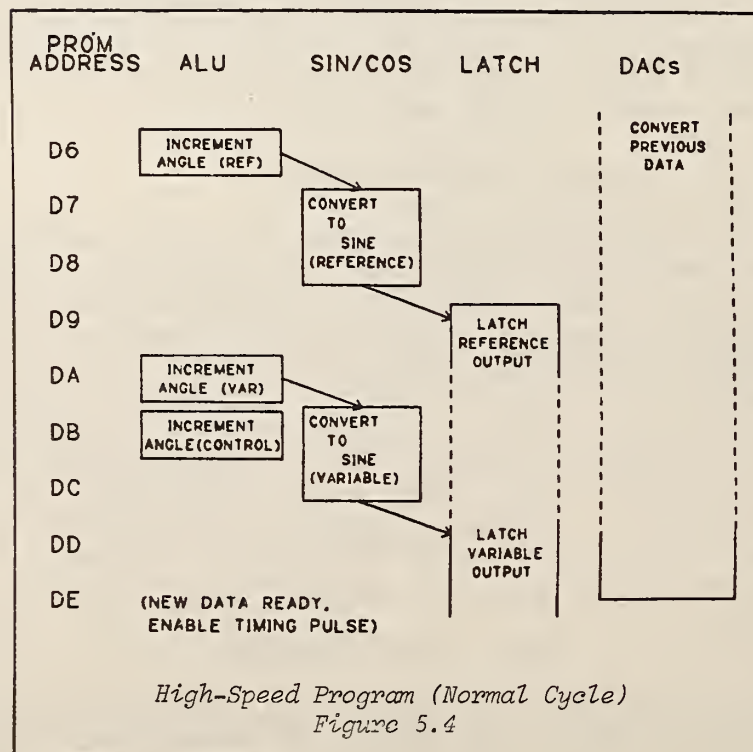 PROM
ADDRESS ALU SIN/COS LATCH DACs
D6
INCREMENT
ANGLE (REF)
CONVERT
PREVIOUS
DATA
D7
CONVERT
TO
SINE
(REFERENCE)
D8
D9
LATCH
REFERENCE
OUTPUT
DA
INCREMENT
ANGLE (VAR)
DB
INCREMENT
ANGLE(CONTROL)
CONVERT
TO
SINE
(VARIABLE)
DC
DD
LATCH
VARIABLE
OUTPUT
DE
(NEW DATA READY.
ENABLE TIMING PULSE)
High-Speed Program (Normal Cycle)
Figure 5.4